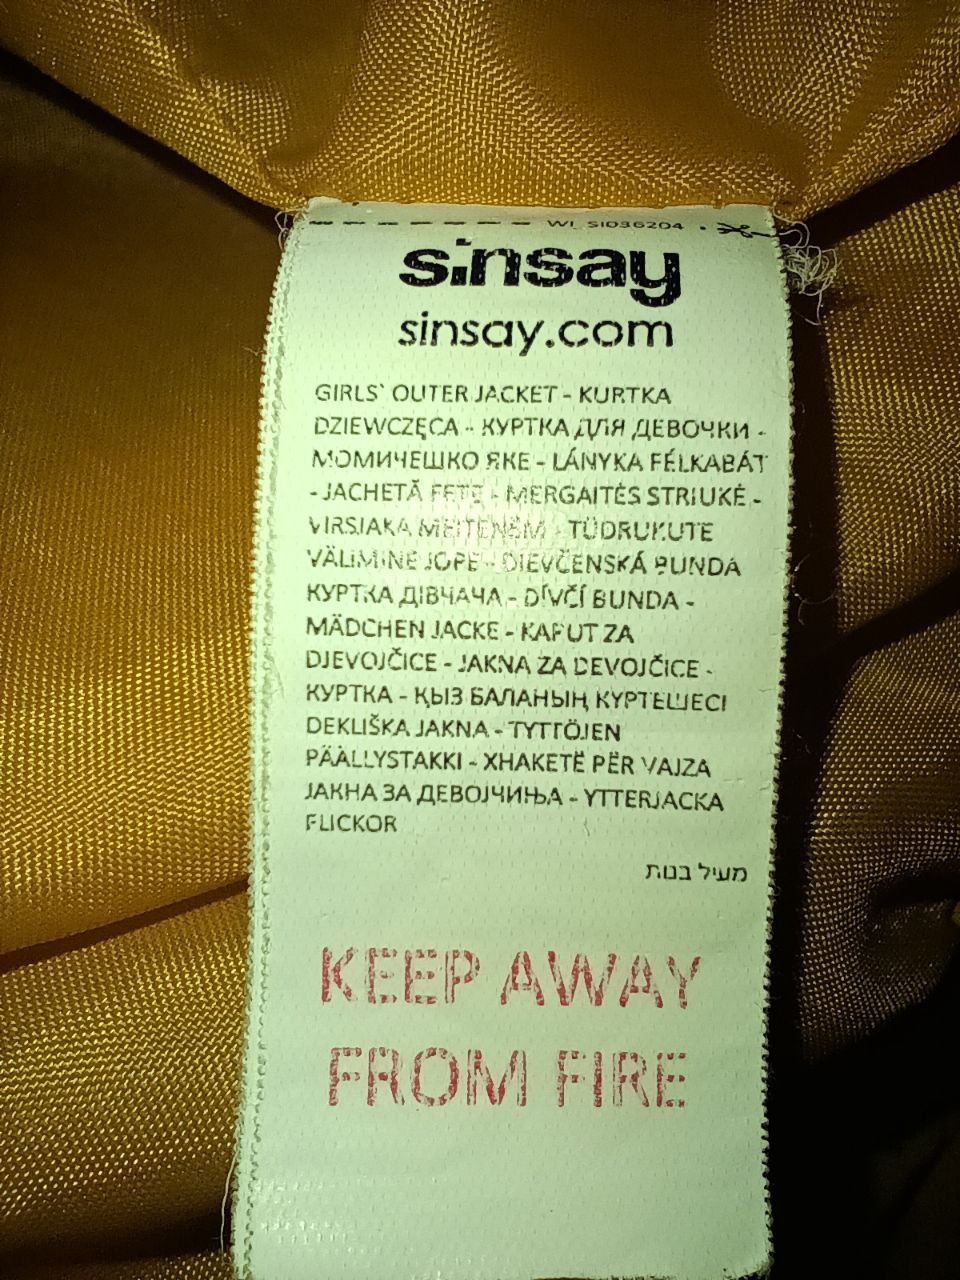 WI_SI036204
sinsay
sinsay.com
GIRLS` OUTER JACKET - KURTKA
DZIEWCZĘCA - КУРТКА ДЛЯ ДЕВОЧКИ -
МОМИЧЕШКО ЯКЕ - LÁNYKA FÉLKABÁT
- JACHETĂ FETE - MERGAITĖS STRIUKĖ -
VIRSJAKA MEITENĒM - TÜDRUKUTE
VÄLIMINE JOPE - DIEVČENSKÁ BUNDA
КУРТКА ДІВЧАЧА - DÍVČÍ BUNDA -
MÄDCHEN JACKE - KAPUT ZA
DJEVOJČICE - JAKNA ZA DEVOJČICE -
КУРТКА - ҚЫЗ БАЛАНЫҢ КҮРТЕШЕСІ
DEKLIŠKA JAKNA - TYTTÖJEN
PÄÄLLYSTAKKI - XHAKETË PËR VAJZA
ЈАКНА ЗА ДЕВОЈЧИЊА - YTTERJACKA
FLICKOR
מעיל בנות
KEEP AWAY
FROM FIRE